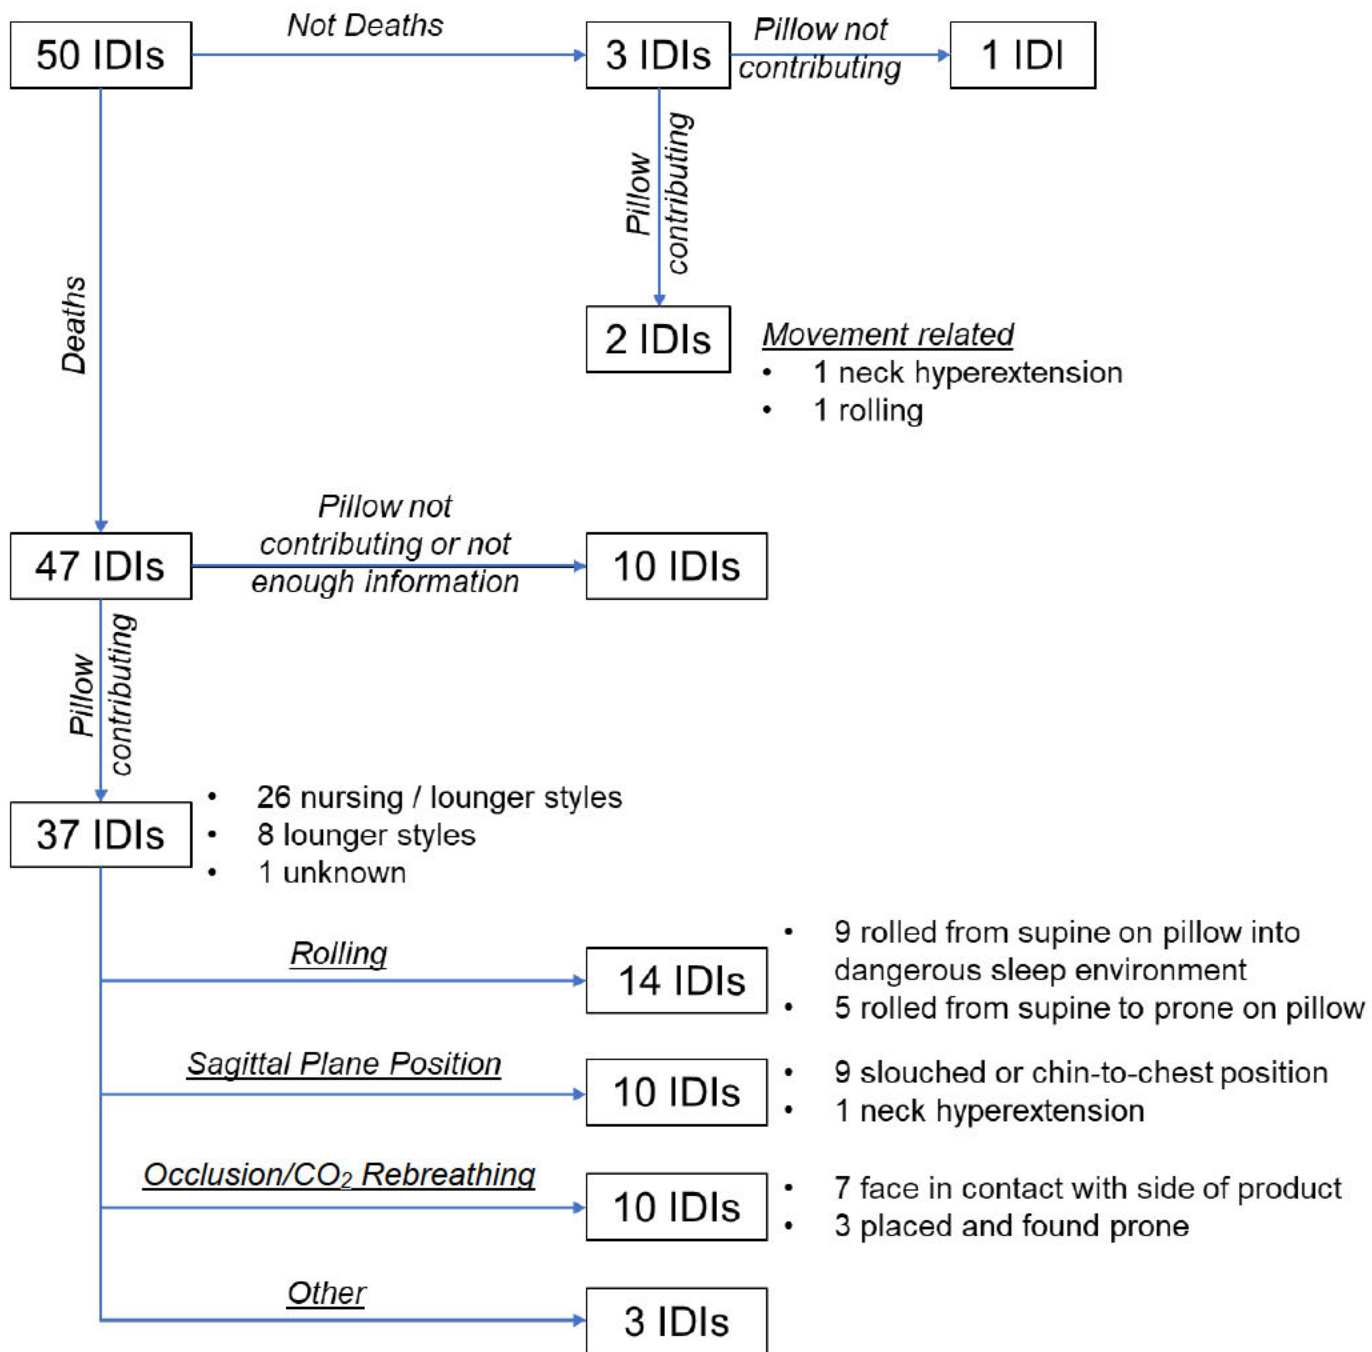 50 IDIs
Not Deaths
3 IDIs
Pillow not
contributing
1 IDI
Pillow
contributing
2 IDIs
Movement related
• 1 neck hyperextension
• 1 rolling
Deaths
47 IDIs
Pillow not
contributing or not
enough information
10 IDIs
Pillow
contributing
37 IDIs
• 26 nursing / lounger styles
• 8 lounger styles
• 1 unknown
Rolling
14 IDIs
• 9 rolled from supine on pillow into
dangerous sleep environment
• 5 rolled from supine to prone on pillow
Sagittal Plane Position
10 IDIs
• 9 slouched or chin-to-chest position
• 1 neck hyperextension
Occlusion/CO₂ Rebreathing
10 IDIs
• 7 face in contact with side of product
• 3 placed and found prone
Other
3 IDIs